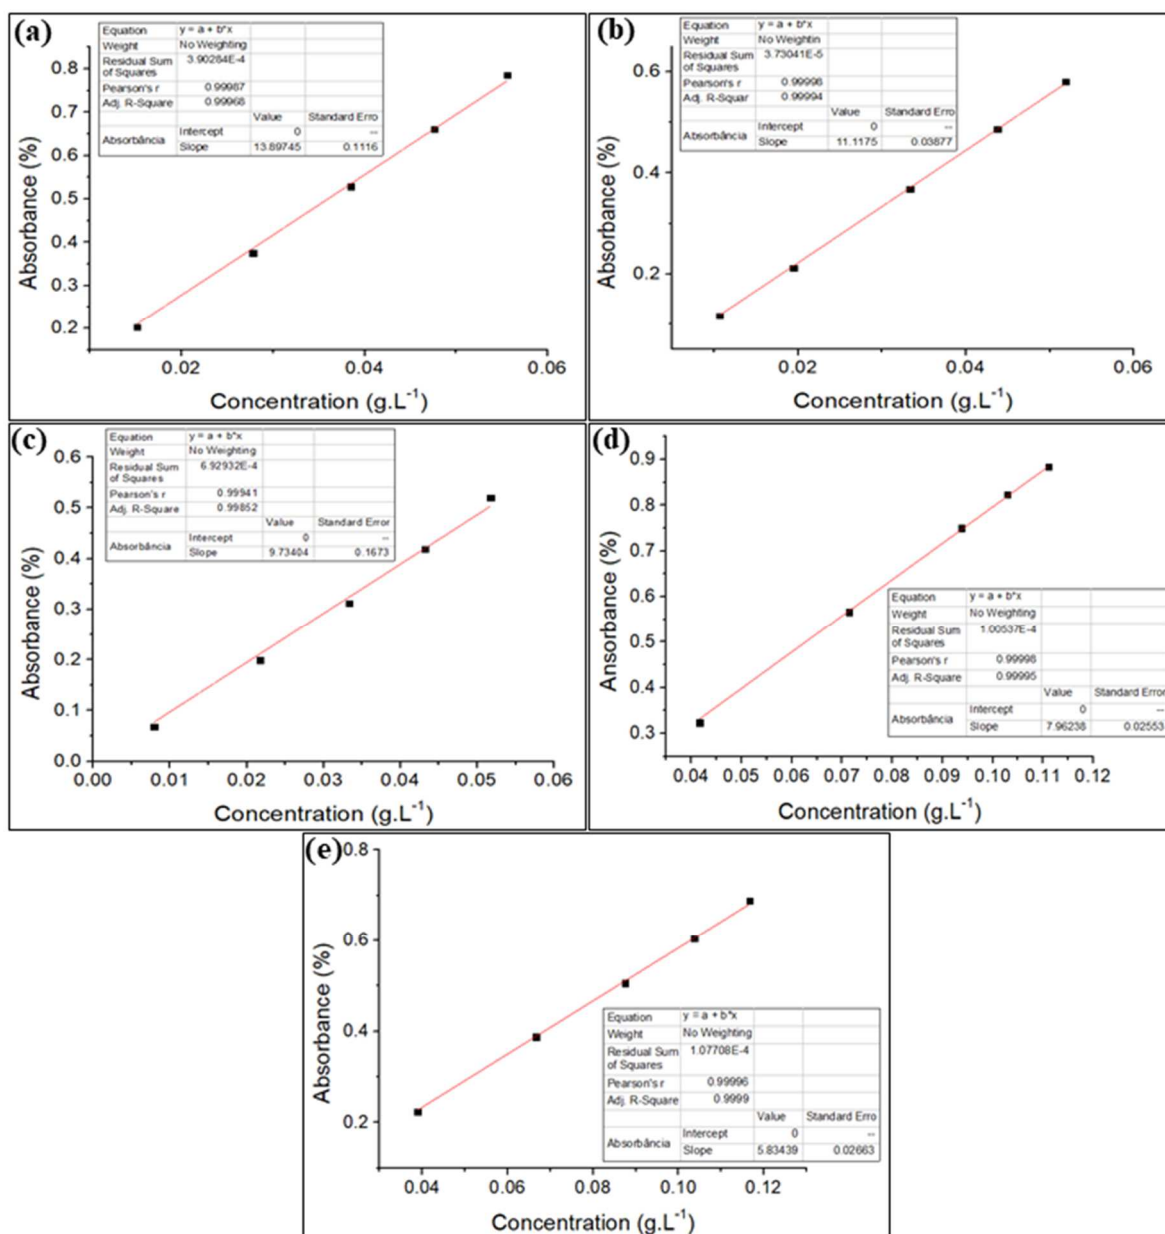 (a)
Equation y = a + b*x
Weight No Weighting
Residual Sum of Squares 3.90284E-4
Pearson's r 0.99987
Adj. R-Square 0.99968
Value Standard Erro
Absorbância Intercept 0 --
Slope 13.89745 0.1116
Absorbance (%)
0.8
0.7
0.6
0.5
0.4
0.3
0.2
0.02 0.04 0.06
Concentration (g.L-1)
(b)
Equation y = a + b*x
Weight No Weightin
Residual Sum of Squares 3.73041E-5
Pearson's r 0.99998
Adj. R-Squar 0.99994
Value Standard Erro
Absorbância Intercept 0 --
Slope 11.1175 0.03877
Absorbance (%)
0.6
0.4
0.2
0.02 0.04 0.06
Concentration (g.L-1)
(c)
Equation y = a + b*x
Weight No Weighting
Residual Sum of Squares 6.92932E-4
Pearson's r 0.99941
Adj. R-Square 0.99852
Value Standard Error
Absorbância Intercept 0 --
Slope 9.73404 0.1673
Absorbance (%)
0.6
0.5
0.4
0.3
0.2
0.1
0.0
0.00 0.01 0.02 0.03 0.04 0.05 0.06
Concentration (g.L-1)
(d)
Ansorbance (%)
0.9
0.8
0.7
0.6
0.5
0.4
0.3
Equation y = a + b*x
Weight No Weighting
Residual Sum of Squares 1.00537E-4
Pearson's r 0.99998
Adj. R-Square 0.99995
Value Standard Error
Absorbância Intercept 0 --
Slope 7.96238 0.02553
0.04 0.05 0.06 0.07 0.08 0.09 0.10 0.11 0.12
Concentration (g.L-1)
(e)
Absorbance (%)
0.8
0.6
0.4
0.2
Equation y = a + b*x
Weight No Weighting
Residual Sum of Squares 1.07708E-4
Pearson's r 0.99996
Adj. R-Square 0.9999
Value Standard Erro
Absorbância Intercept 0 --
Slope 5.83439 0.02663
0.04 0.06 0.08 0.10 0.12
Concentration (g.L-1)